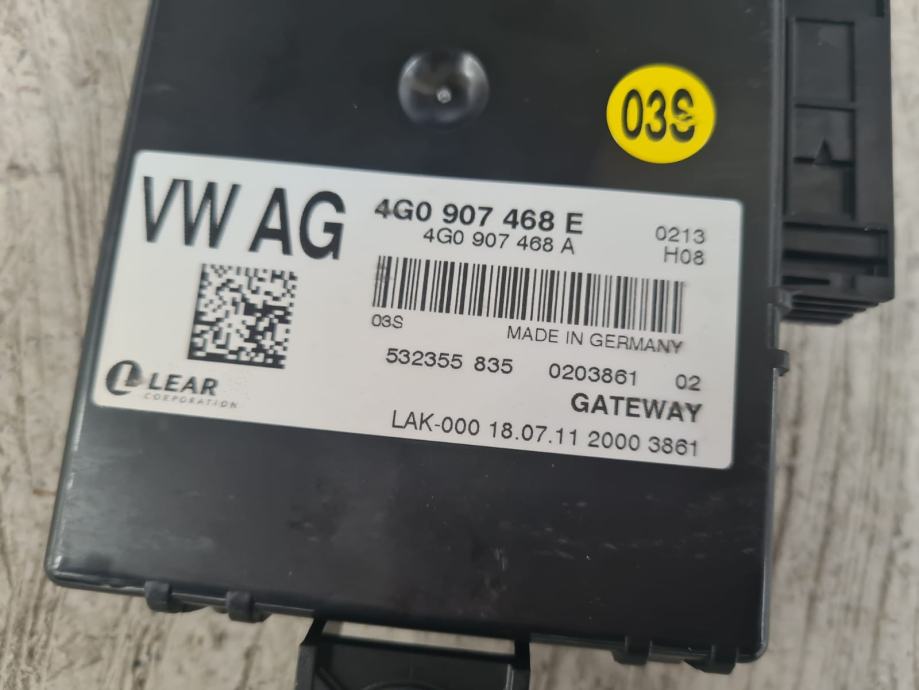 03S
VW AG
4G0 907 468 E
4G0 907 468 A
0213
H08
03S
MADE IN GERMANY
532355 835 0203861 02
LEAR
CORPORATION
GATEWAY
LAK-000 18.07.11 2000 3861